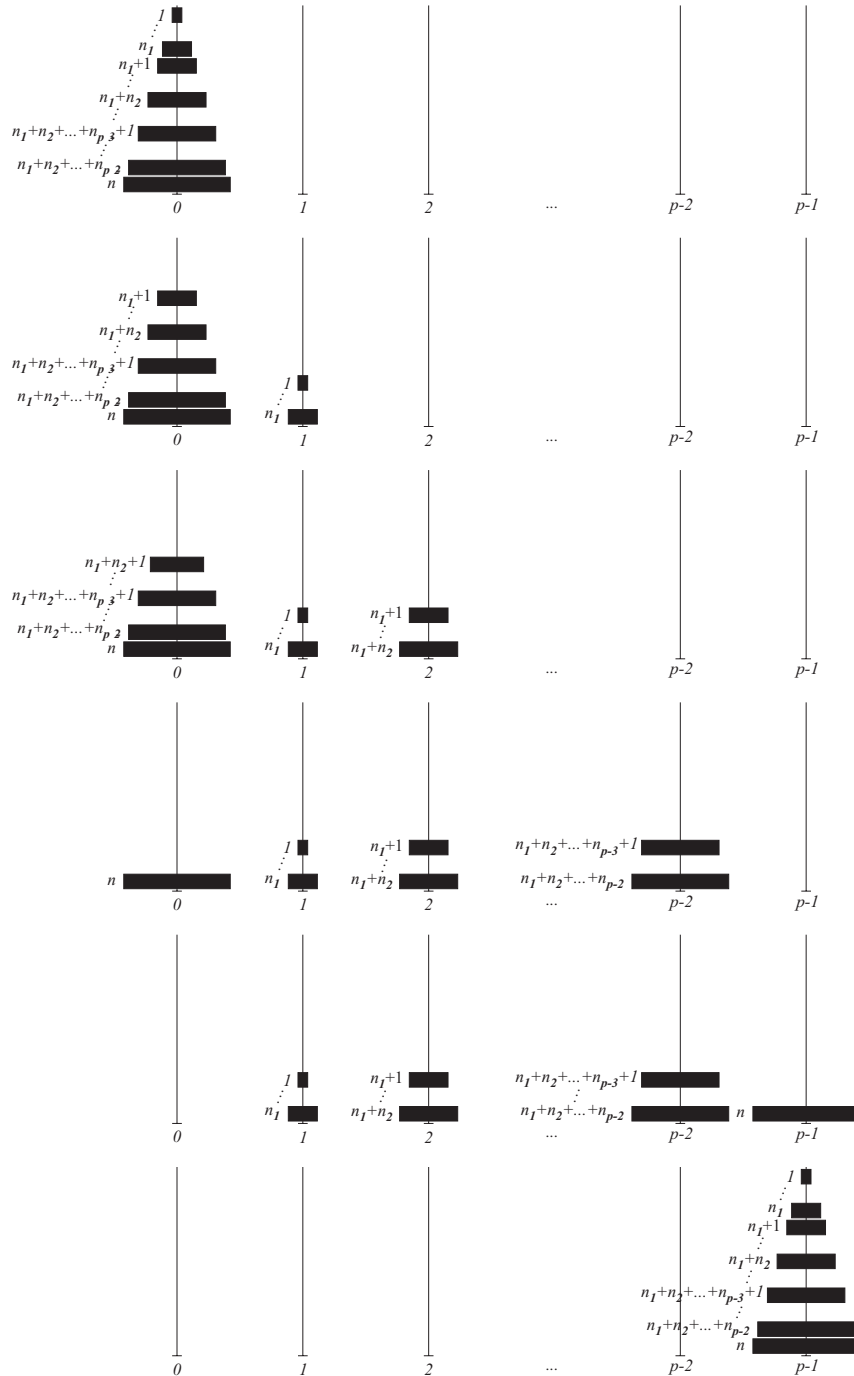 1
n₁
n₁+1
n₁+n₂
n₁+n₂+...+nₚ₋₃+1
n₁+n₂+...+nₚ₋₂
n
0 1 2 ... p-2 p-1
n₁+1
n₁+n₂
n₁+n₂+...+nₚ₋₃+1
1
n₁+n₂+...+nₚ₋₂
n n₁
0 1 2 ... p-2 p-1
n₁+n₂+1
n₁+n₂+...+nₚ₋₃+1
1 n₁+1
n₁+n₂+...+nₚ₋₂
n n₁ n₁+n₂
0 1 2 ... p-2 p-1
1 n₁+1 n₁+n₂+...+nₚ₋₃+1
n n₁ n₁+n₂ n₁+n₂+...+nₚ₋₂
0 1 2 ... p-2 p-1
1 n₁+1 n₁+n₂+...+nₚ₋₃+1
n₁ n₁+n₂ n₁+n₂+...+nₚ₋₂ n
0 1 2 ... p-2 p-1
1
n₁
n₁+1
n₁+n₂
n₁+n₂+...+nₚ₋₃+1
n₁+n₂+...+nₚ₋₂
n
0 1 2 ... p-2 p-1